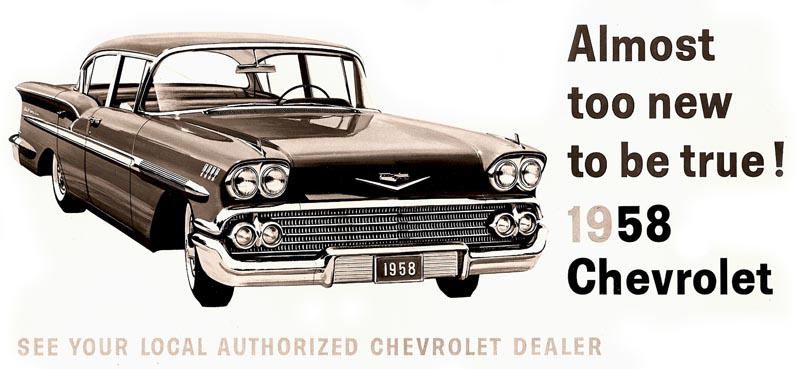 Almost
too new
to be true!
1958
Chevrolet
1958
SEE YOUR LOCAL AUTHORIZED CHEVROLET DEALER